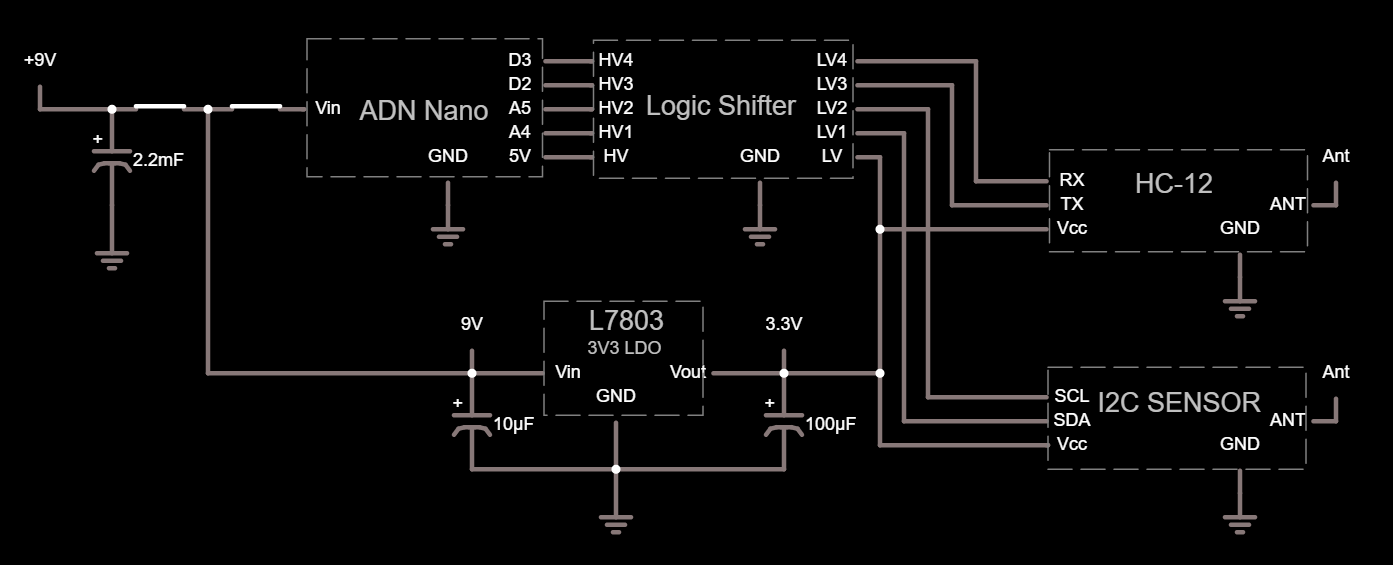 +9V
+
2.2mF
Vin
ADN Nano
D3
D2
A5
A4
5V
GND
HV4
HV3
HV2
HV1
HV
Logic Shifter
GND
LV4
LV3
LV2
LV1
LV
RX
TX
Vcc
HC-12
ANT
GND
Ant
9V
+
10µF
L7803
3V3 LDO
Vin
Vout
GND
3.3V
+
100µF
SCL
SDA
Vcc
I2C SENSOR
ANT
GND
Ant